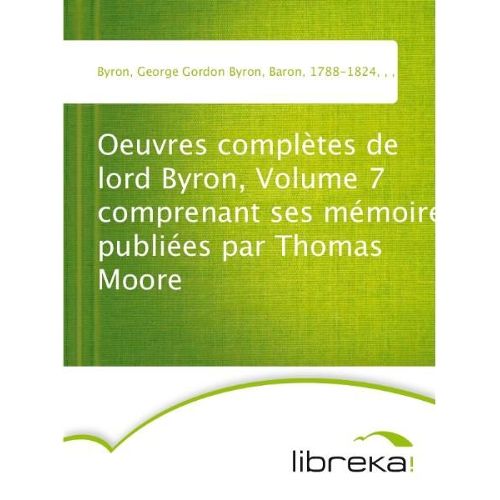 Byron, George Gordon Byron, Baron, 1788-1824, , ,
Oeuvres complètes de
lord Byron, Volume 7
comprenant ses mémoire
publiées par Thomas
Moore
libreka!